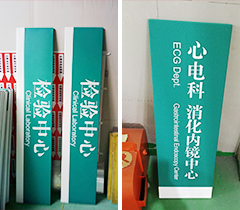 检验中心
Clinical Laboratory
检验中心
Clinical Laboratory
心电科 消化内镜中心
ECG Dept. Gastrointestinal Endoscopy Center